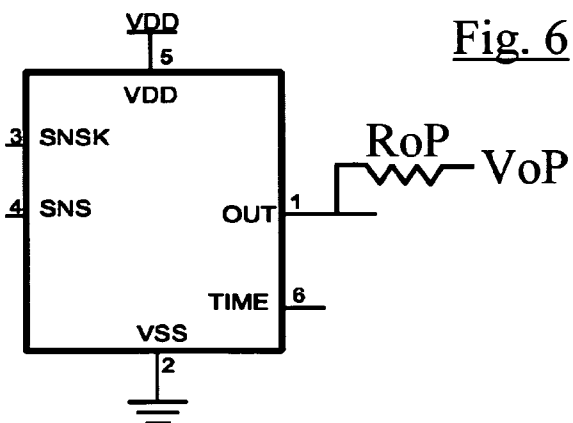 VDD
Fig. 6
5
VDD
3 SNSK
RoP
VoP
4 SNS
OUT 1
TIME 6
VSS
2